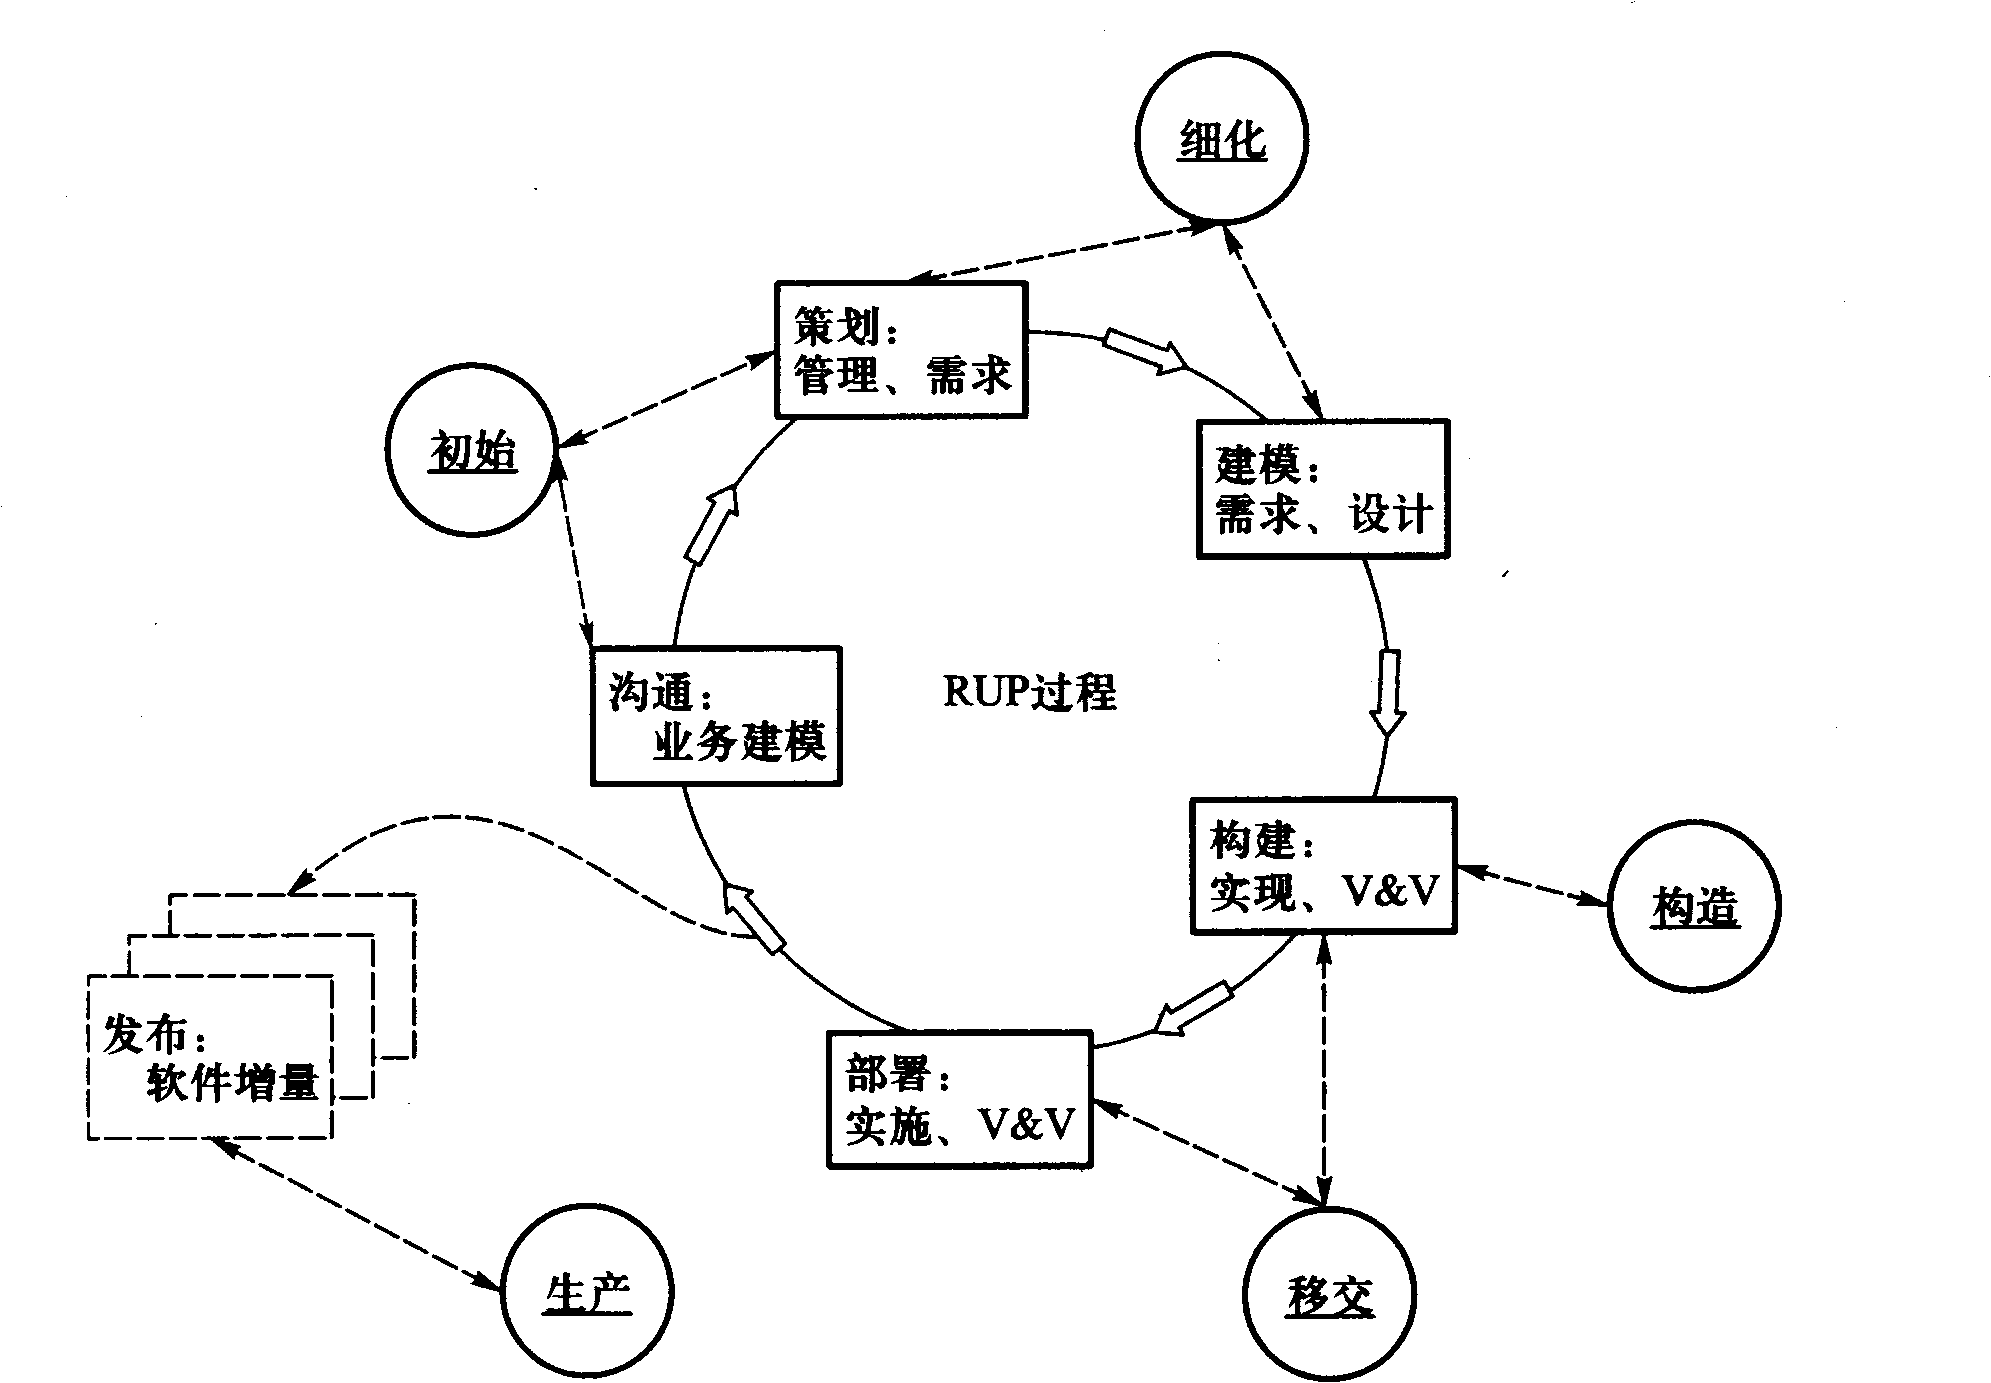 细化
策划：
管理、需求
初始
建模：
需求、设计
沟通：
业务建模
RUP过程
构建：
实现、V&V
构造
发布：
软件增量
部署：
实施、V&V
生产
移交